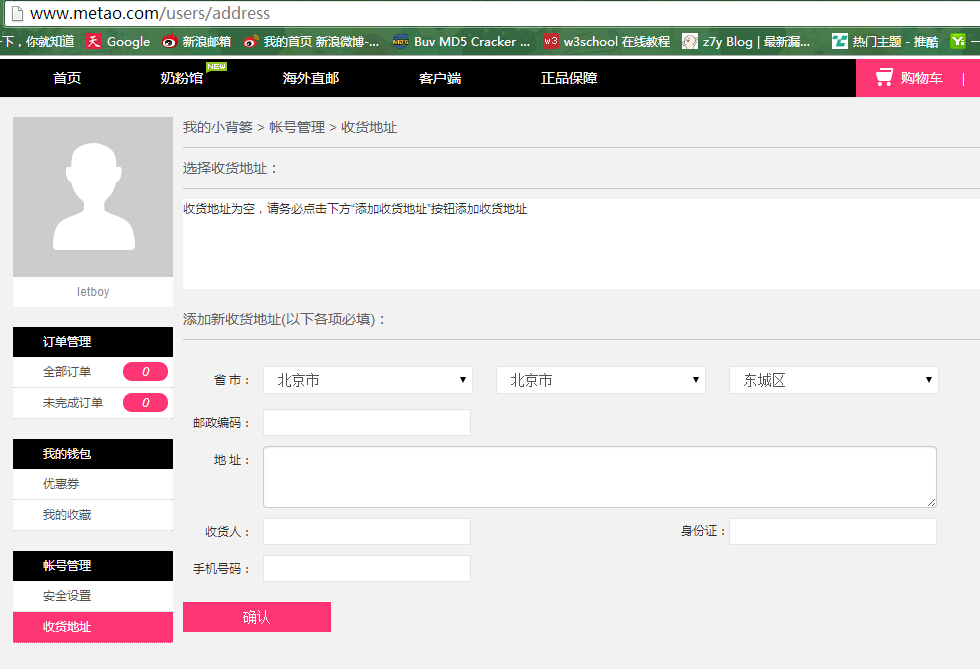 www.metao.com/users/address
一下，你就知道 天 Google 新浪邮箱 我的首页 新浪微博-... MD5 Buv MD5 Cracker ... w3 w3school 在线教程 z7y Blog | 最新漏... 热门主题 - 推酷 Yi
首页 奶粉馆 NEW 海外直邮 客户端 正品保障 购物车 |
我的小背篓 > 帐号管理 > 收货地址
选择收货地址：
收货地址为空，请务必点击下方“添加收货地址”按钮添加收货地址
letboy
添加新收货地址(以下各项必填)：
订单管理
全部订单 0
未完成订单 0
我的钱包
优惠券
我的收藏
帐号管理
安全设置
收货地址
省 市： 北京市 北京市 东城区
邮政编码：
地 址：
收货人： 身份证：
手机号码：
确认